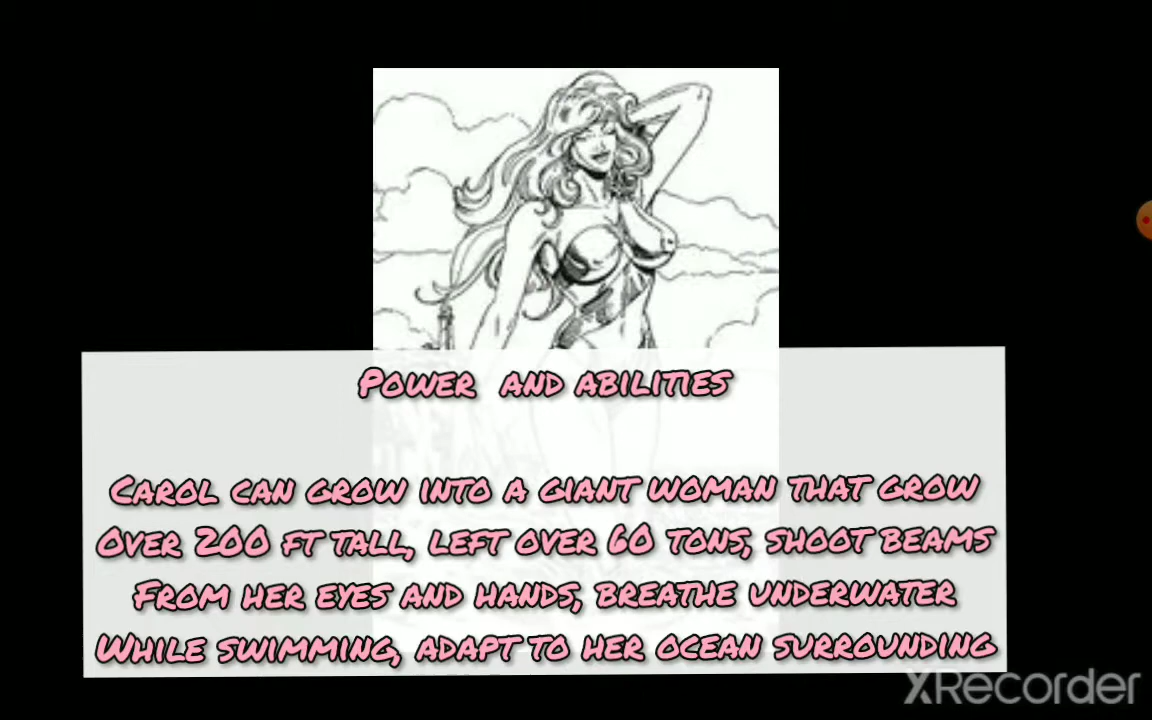 Power and abilities
Carol can grow into a giant woman that grow
Over 200 ft tall, left over 60 tons, shoot beams
From her eyes and hands, breathe underwater
While swimming, adapt to her ocean surrounding
XRecorder